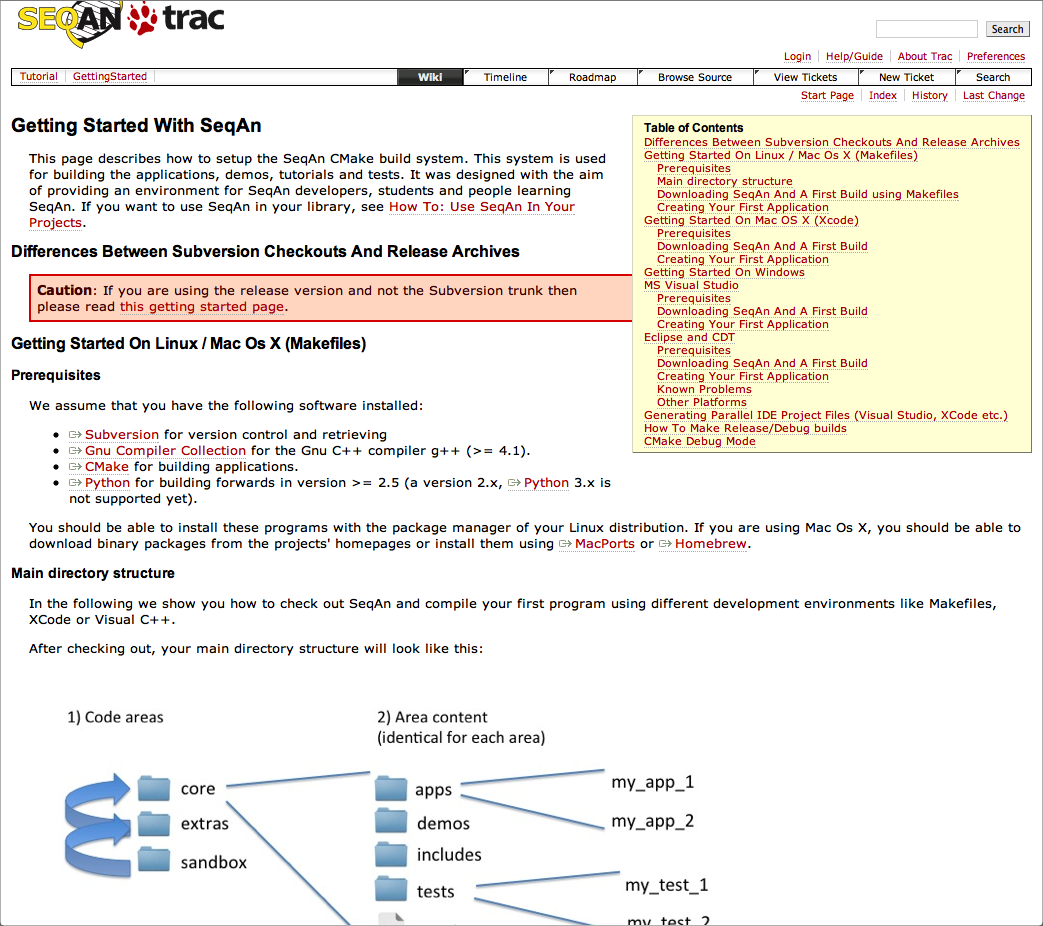 SEQAN trac
Search
Login Help/Guide About Trac Preferences
Tutorial GettingStarted Wiki Timeline Roadmap Browse Source View Tickets New Ticket Search
Start Page Index History Last Change
Getting Started With SeqAn
This page describes how to setup the SeqAn CMake build system. This system is used
for building the applications, demos, tutorials and tests. It was designed with the aim
of providing an environment for SeqAn developers, students and people learning
SeqAn. If you want to use SeqAn in your library, see How To: Use SeqAn In Your
Projects.
Table of Contents
Differences Between Subversion Checkouts And Release Archives
Getting Started On Linux / Mac Os X (Makefiles)
Prerequisites
Main directory structure
Downloading SeqAn And A First Build using Makefiles
Creating Your First Application
Getting Started On Mac OS X (Xcode)
Prerequisites
Downloading SeqAn And A First Build
Creating Your First Application
Getting Started On Windows
MS Visual Studio
Prerequisites
Downloading SeqAn And A First Build
Creating Your First Application
Eclipse and CDT
Prerequisites
Downloading SeqAn And A First Build
Creating Your First Application
Known Problems
Other Platforms
Generating Parallel IDE Project Files (Visual Studio, XCode etc.)
How To Make Release/Debug builds
CMake Debug Mode
Differences Between Subversion Checkouts And Release Archives
Caution: If you are using the release version and not the Subversion trunk then
please read this getting started page.
Getting Started On Linux / Mac Os X (Makefiles)
Prerequisites
We assume that you have the following software installed:
Subversion for version control and retrieving
Gnu Compiler Collection for the Gnu C++ compiler g++ (>= 4.1).
CMake for building applications.
Python for building forwards in version >= 2.5 (a version 2.x, Python 3.x is
not supported yet).
You should be able to install these programs with the package manager of your Linux distribution. If you are using Mac Os X, you should be able to
download binary packages from the projects' homepages or install them using MacPorts or Homebrew.
Main directory structure
In the following we show you how to check out SeqAn and compile your first program using different development environments like Makefiles,
XCode or Visual C++.
After checking out, your main directory structure will look like this:
1) Code areas
2) Area content
(identical for each area)
core
extras
sandbox
apps
demos
includes
tests
my_app_1
my_app_2
my_test_1
my_test_2